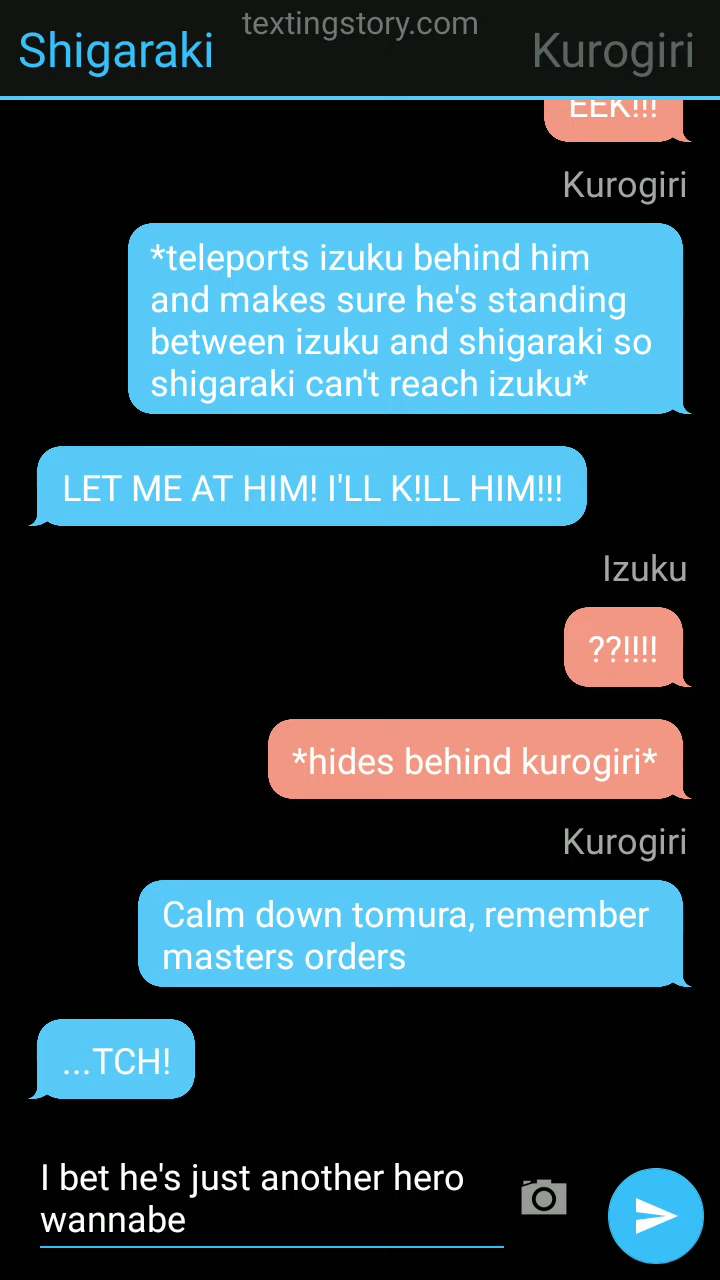 textingstory.com
Shigaraki
Kurogiri
EEK!!!
Kurogiri
*teleports izuku behind him
and makes sure he's standing
between izuku and shigaraki so
shigaraki can't reach izuku*
LET ME AT HIM! I'LL K!LL HIM!!!
Izuku
??!!!!
*hides behind kurogiri*
Kurogiri
Calm down tomura, remember
masters orders
...TCH!
I bet he's just another hero
wannabe